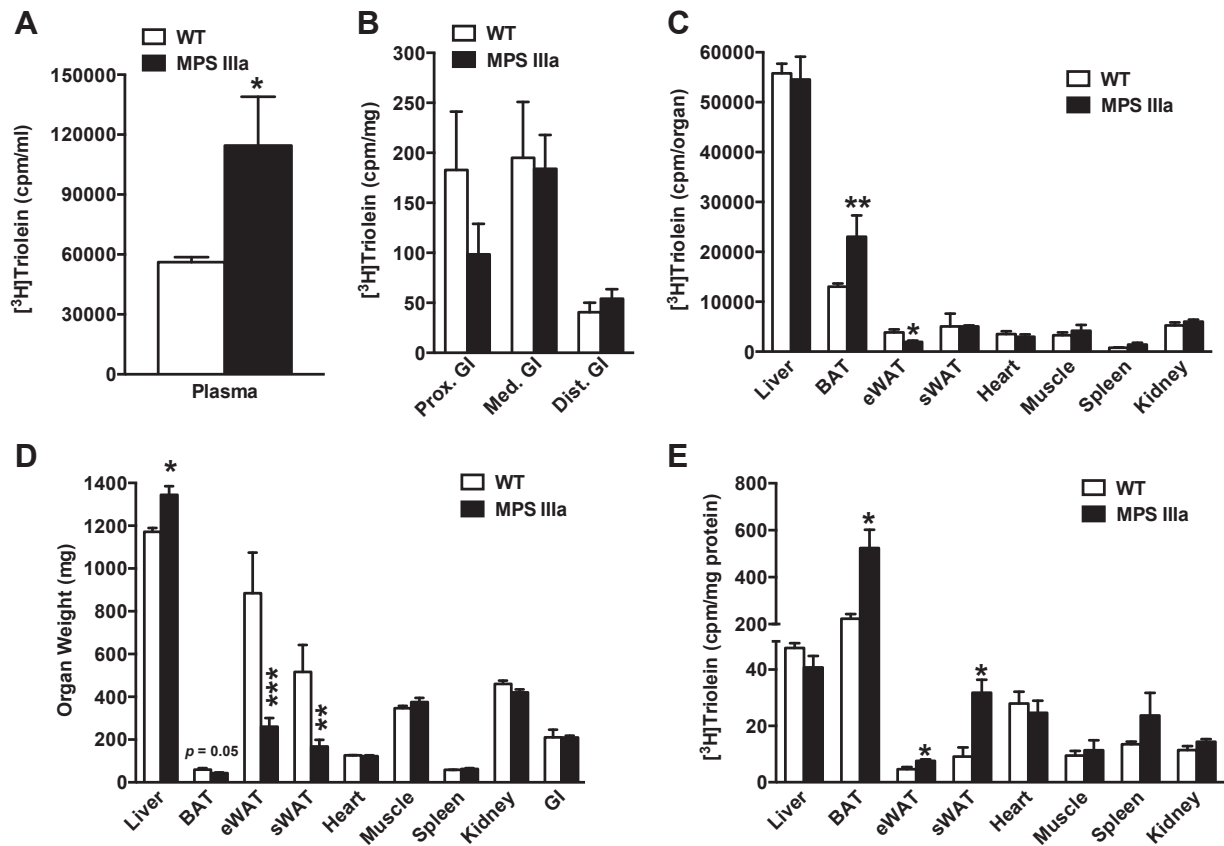 A
WT
MPS IIIa
[³H]Triolein (cpm/ml)
150000
120000
90000
60000
30000
0
*
Plasma
B
WT
MPS IIIa
[³H]Triolein (cpm/mg)
300
250
200
150
100
50
0
Prox. GI
Med. GI
Dist. GI
C
WT
MPS IIIa
[³H]Triolein (cpm/organ)
60000
50000
40000
30000
20000
10000
0
**
*
Liver
BAT
eWAT
sWAT
Heart
Muscle
Spleen
Kidney
D
WT
MPS IIIa
Organ Weight (mg)
1400
1200
1000
800
600
400
200
0
*
p = 0.05
***
**
Liver
BAT
eWAT
sWAT
Heart
Muscle
Spleen
Kidney
GI
E
WT
MPS IIIa
[³H]Triolein (cpm/mg protein)
800
600
400
200
40
20
0
*
*
*
Liver
BAT
eWAT
sWAT
Heart
Muscle
Spleen
Kidney